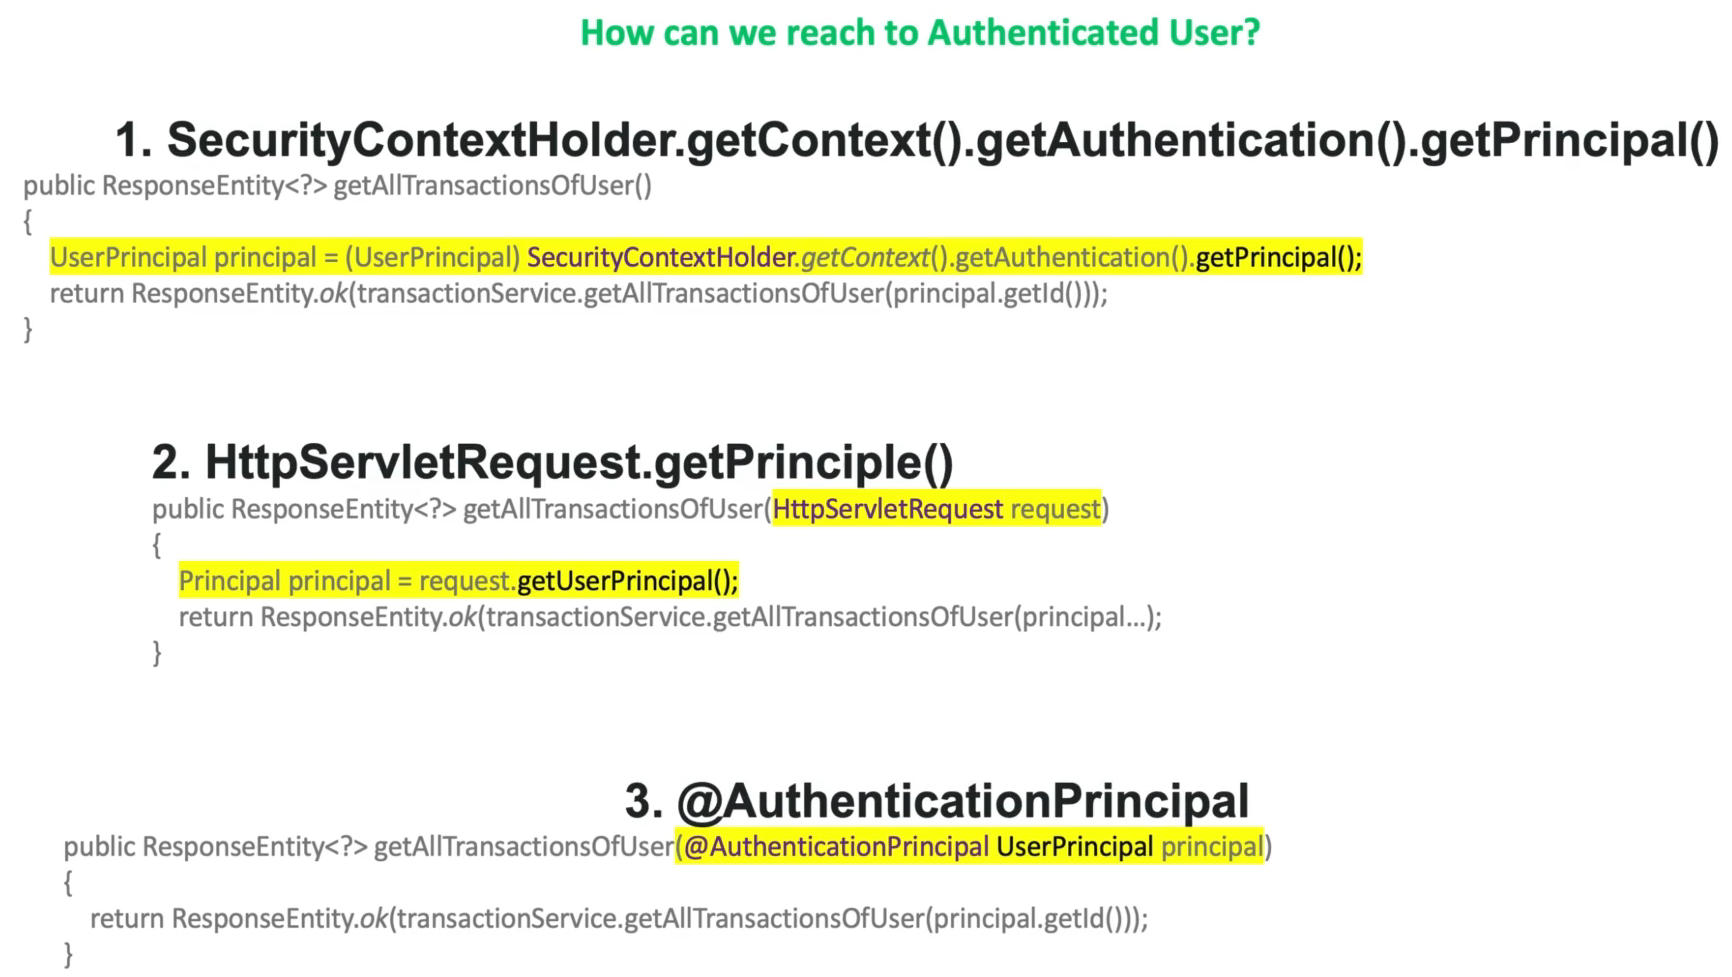 How can we reach to Authenticated User?
1. SecurityContextHolder.getContext().getAuthentication().getPrincipal()
public ResponseEntity<?> getAllTransactionsOfUser()
{
UserPrincipal principal = (UserPrincipal) SecurityContextHolder.getContext().getAuthentication().getPrincipal();
return ResponseEntity.ok(transactionService.getAllTransactionsOfUser(principal.getId()));
}
2. HttpServletRequest.getPrinciple()
public ResponseEntity<?> getAllTransactionsOfUser(HttpServletRequest request)
{
Principal principal = request.getUserPrincipal();
return ResponseEntity.ok(transactionService.getAllTransactionsOfUser(principal...);
}
3. @AuthenticationPrincipal
public ResponseEntity<?> getAllTransactionsOfUser(@AuthenticationPrincipal UserPrincipal principal)
{
return ResponseEntity.ok(transactionService.getAllTransactionsOfUser(principal.getId()));
}